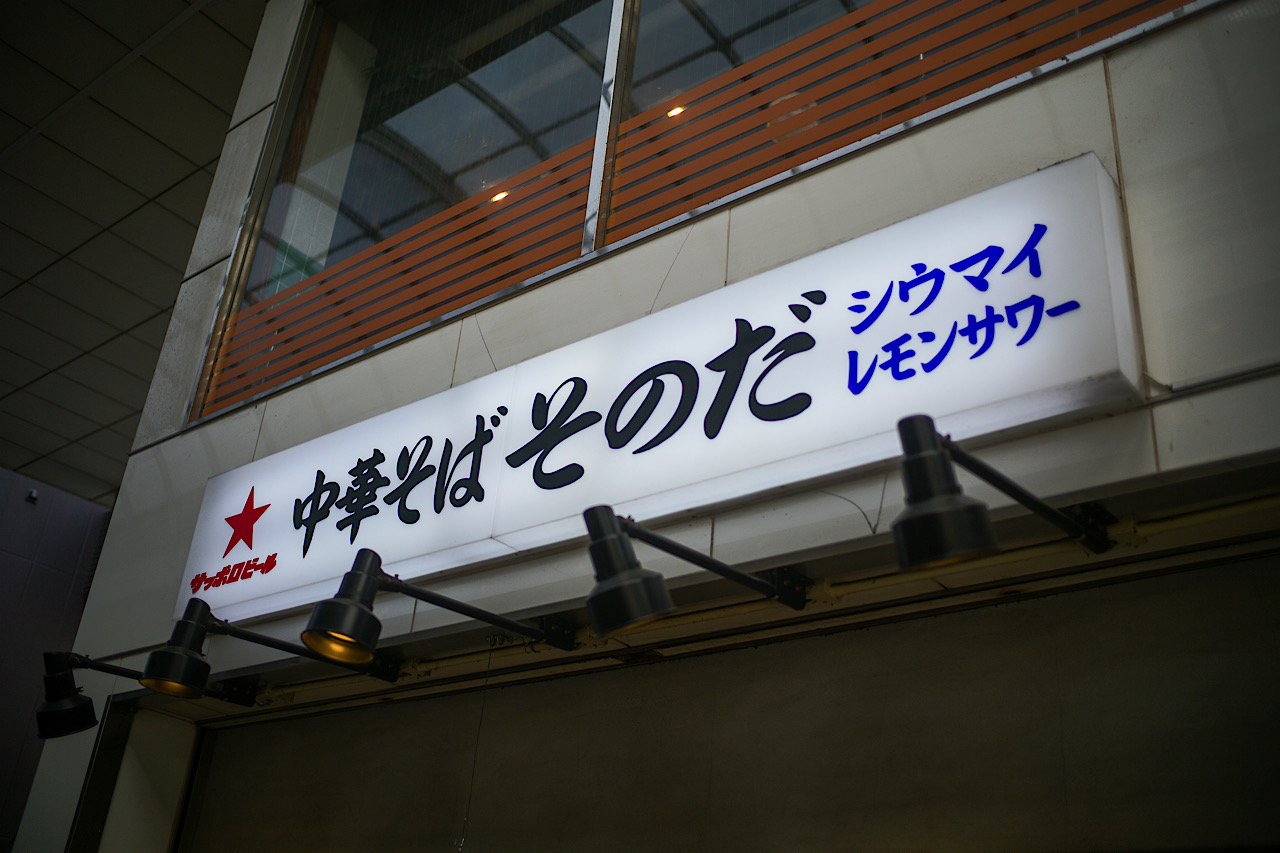 サッポロビール
中華そば そのだ
シウマイ
レモンサワー